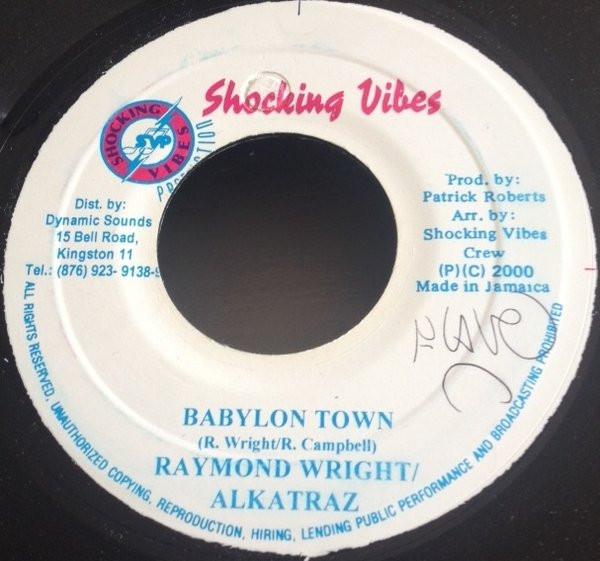 Shocking Vibes
SHOCKING VIBES
SVP
PRODUCTION
Dist. by:
Dynamic Sounds
15 Bell Road,
Kingston 11
Tel.: (876) 923- 9138-9
Prod. by:
Patrick Roberts
Arr. by:
Shocking Vibes
Crew
(P)(C) 2000
Made in Jamaica
BABYLON TOWN
(R. Wright/R. Campbell)
RAYMOND WRIGHT/
ALKATRAZ
ALL RIGHTS RESERVED, UNAUTHORIZED COPYING, REPRODUCTION, HIRING, LENDING PUBLIC PERFORMANCE AND BROADCASTING PROHIBITED